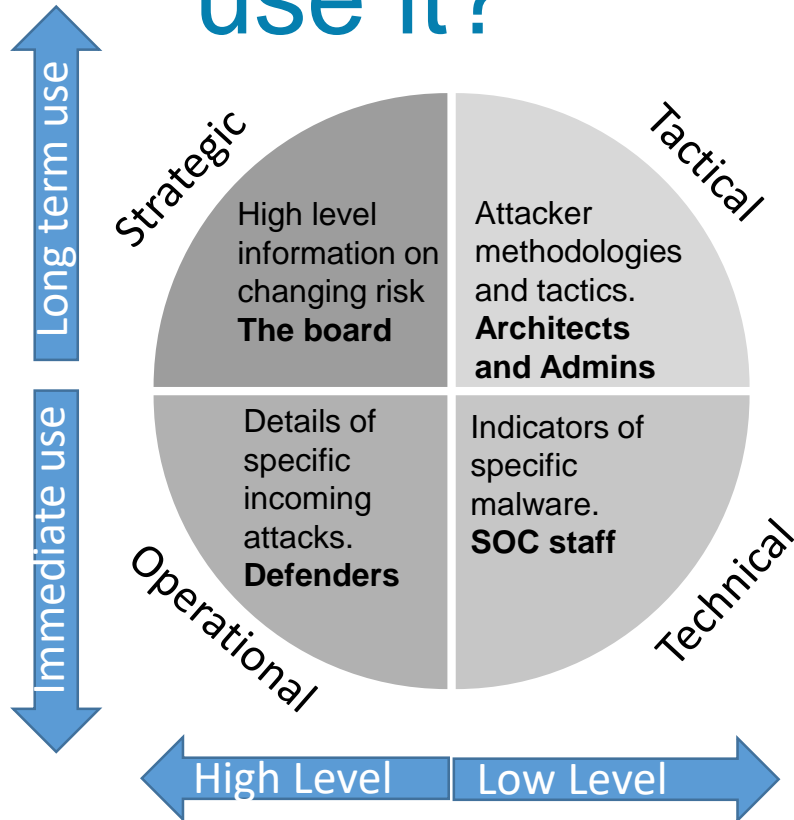 use it?
Long term use
Strategic
Tactical
High level
information on
changing risk
The board
Attacker
methodologies
and tactics.
Architects
and Admins
Immediate use
Details of
specific
incoming
attacks.
Defenders
Indicators of
specific
malware.
SOC staff
Operational
Technical
High Level
Low Level